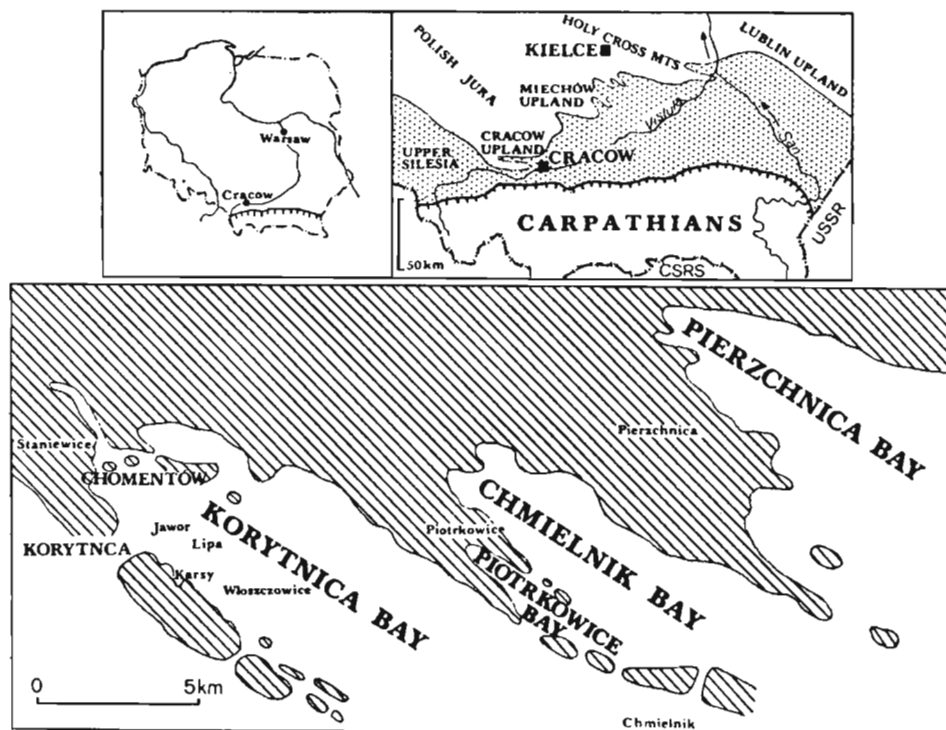 Warsaw
Cracow
POLISH JURA
KIELCE
HOLY CROSS MTS
LUBLIN UPLAND
MIECHÓW
UPLAND
Vistula
San
CRACOW
UPLAND
UPPER
SILESIA
CRACOW
CARPATHIANS
USSR
50km
CSRS
PIERZCHNICA BAY
Staniewice
Pierzchnica
CHOMENTÓW
CHMIELNIK BAY
KORYTNICA BAY
Jawor
Lipa
Piotrkowice
KORYTNCA
PIOTRKOWICE
BAY
Karsy
Włoszczowice
0 5km
Chmielnik